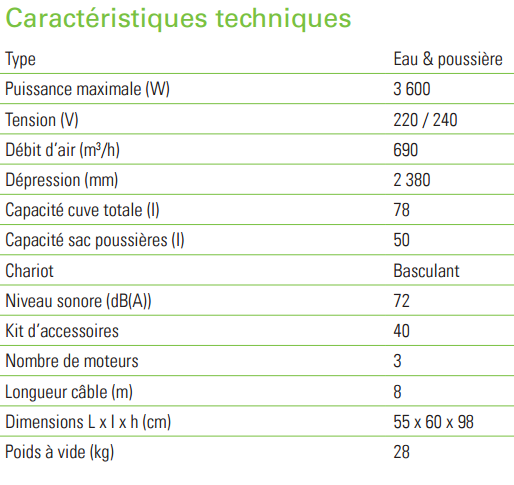 Caractéristiques techniques
Type Eau & poussière
Puissance maximale (W) 3 600
Tension (V) 220 / 240
Débit d'air (m³/h) 690
Dépression (mm) 2 380
Capacité cuve totale (l) 78
Capacité sac poussières (l) 50
Chariot Basculant
Niveau sonore (dB(A)) 72
Kit d'accessoires 40
Nombre de moteurs 3
Longueur câble (m) 8
Dimensions L x l x h (cm) 55 x 60 x 98
Poids à vide (kg) 28